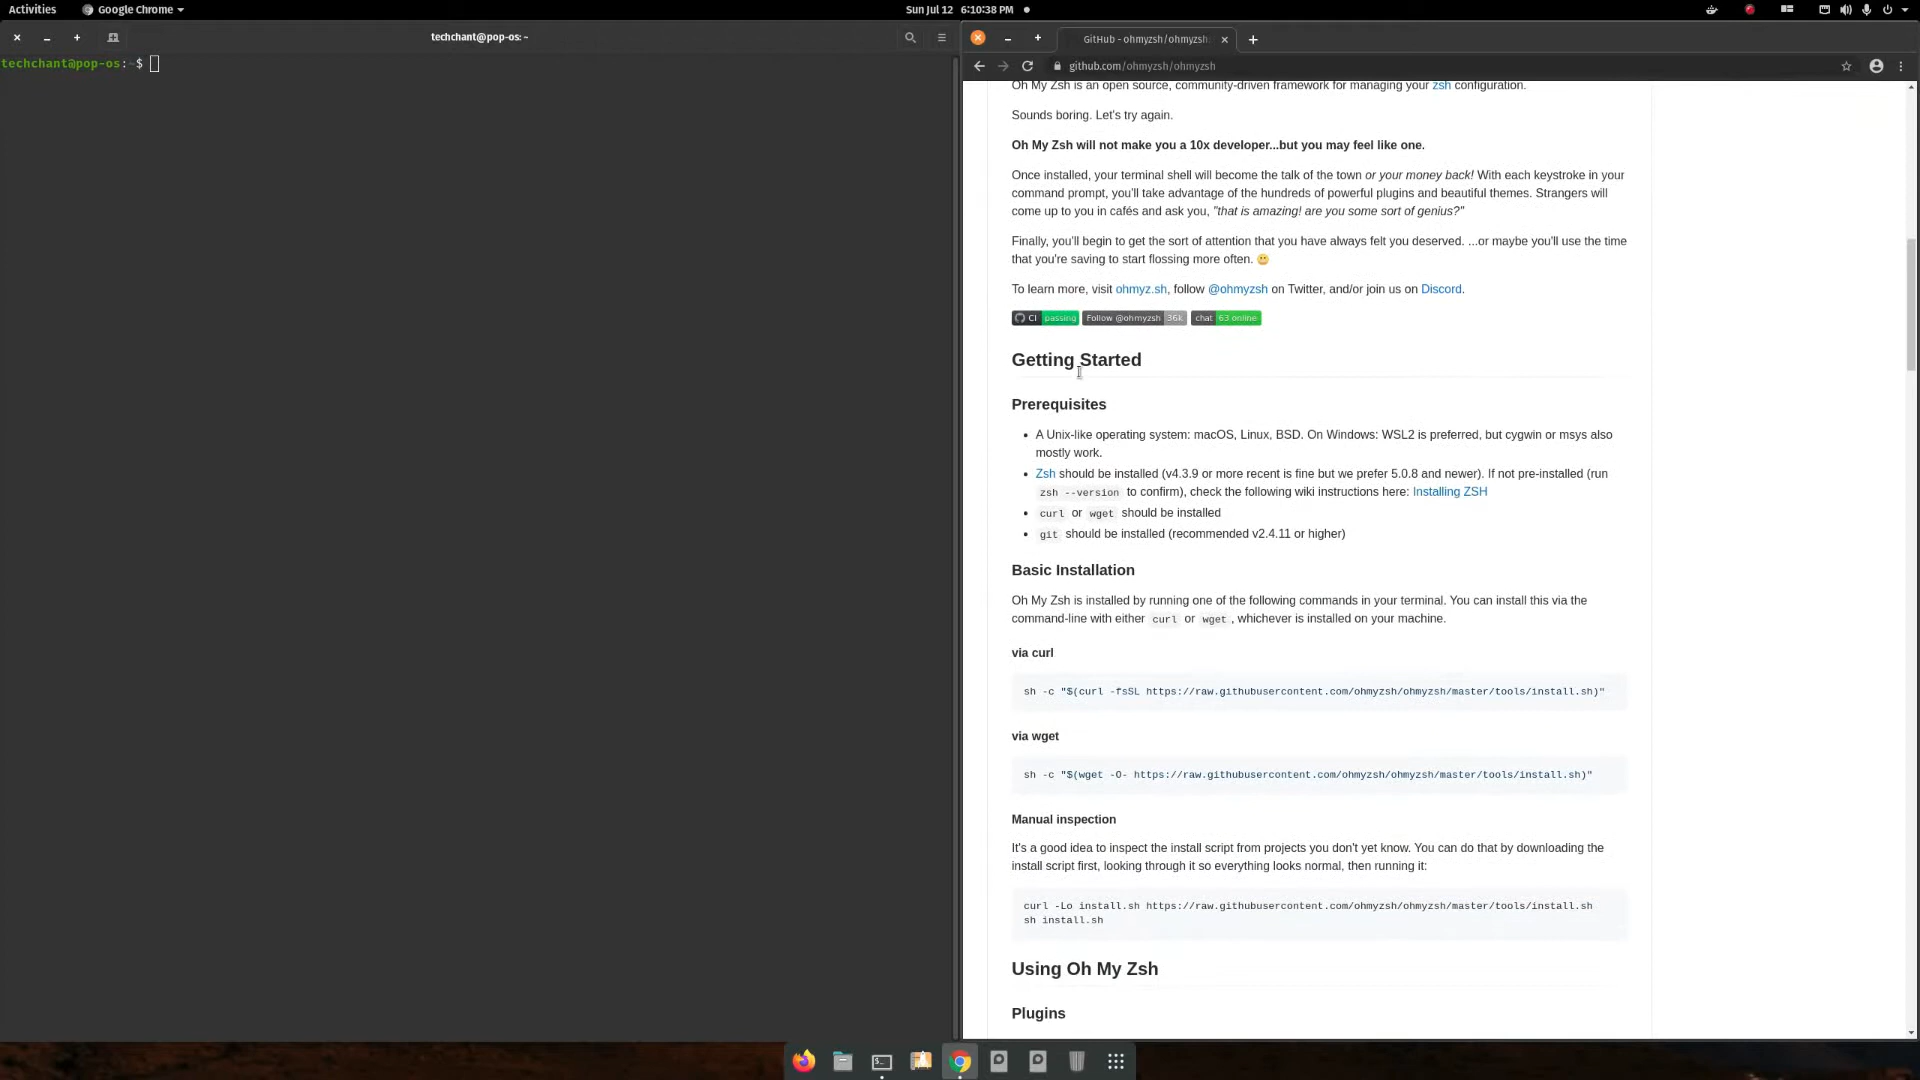 Activities
Google Chrome
Sun Jul 12 6:10:38 PM
techchant@pop-os: ~
techchant@pop-os:~$
GitHub - ohmyzsh/ohmyzsh
github.com/ohmyzsh/ohmyzsh
Oh My Zsh is an open source, community-driven framework for managing your zsh configuration.
Sounds boring. Let's try again.
Oh My Zsh will not make you a 10x developer...but you may feel like one.
Once installed, your terminal shell will become the talk of the town or your money back! With each keystroke in your
command prompt, you'll take advantage of the hundreds of powerful plugins and beautiful themes. Strangers will
come up to you in cafés and ask you, "that is amazing! are you some sort of genius?"
Finally, you'll begin to get the sort of attention that you have always felt you deserved. ...or maybe you'll use the time
that you're saving to start flossing more often. 😬
To learn more, visit ohmyz.sh, follow @ohmyzsh on Twitter, and/or join us on Discord.
CI passing Follow @ohmyzsh 36k chat 63 online
Getting Started
Prerequisites
• A Unix-like operating system: macOS, Linux, BSD. On Windows: WSL2 is preferred, but cygwin or msys also
mostly work.
• Zsh should be installed (v4.3.9 or more recent is fine but we prefer 5.0.8 and newer). If not pre-installed (run
zsh --version to confirm), check the following wiki instructions here: Installing ZSH
• curl or wget should be installed
• git should be installed (recommended v2.4.11 or higher)
Basic Installation
Oh My Zsh is installed by running one of the following commands in your terminal. You can install this via the
command-line with either curl or wget, whichever is installed on your machine.
via curl
sh -c "$(curl -fsSL https://raw.githubusercontent.com/ohmyzsh/ohmyzsh/master/tools/install.sh)"
via wget
sh -c "$(wget -O- https://raw.githubusercontent.com/ohmyzsh/ohmyzsh/master/tools/install.sh)"
Manual inspection
It's a good idea to inspect the install script from projects you don't yet know. You can do that by downloading the
install script first, looking through it so everything looks normal, then running it:
curl -Lo install.sh https://raw.githubusercontent.com/ohmyzsh/ohmyzsh/master/tools/install.sh
sh install.sh
Using Oh My Zsh
Plugins